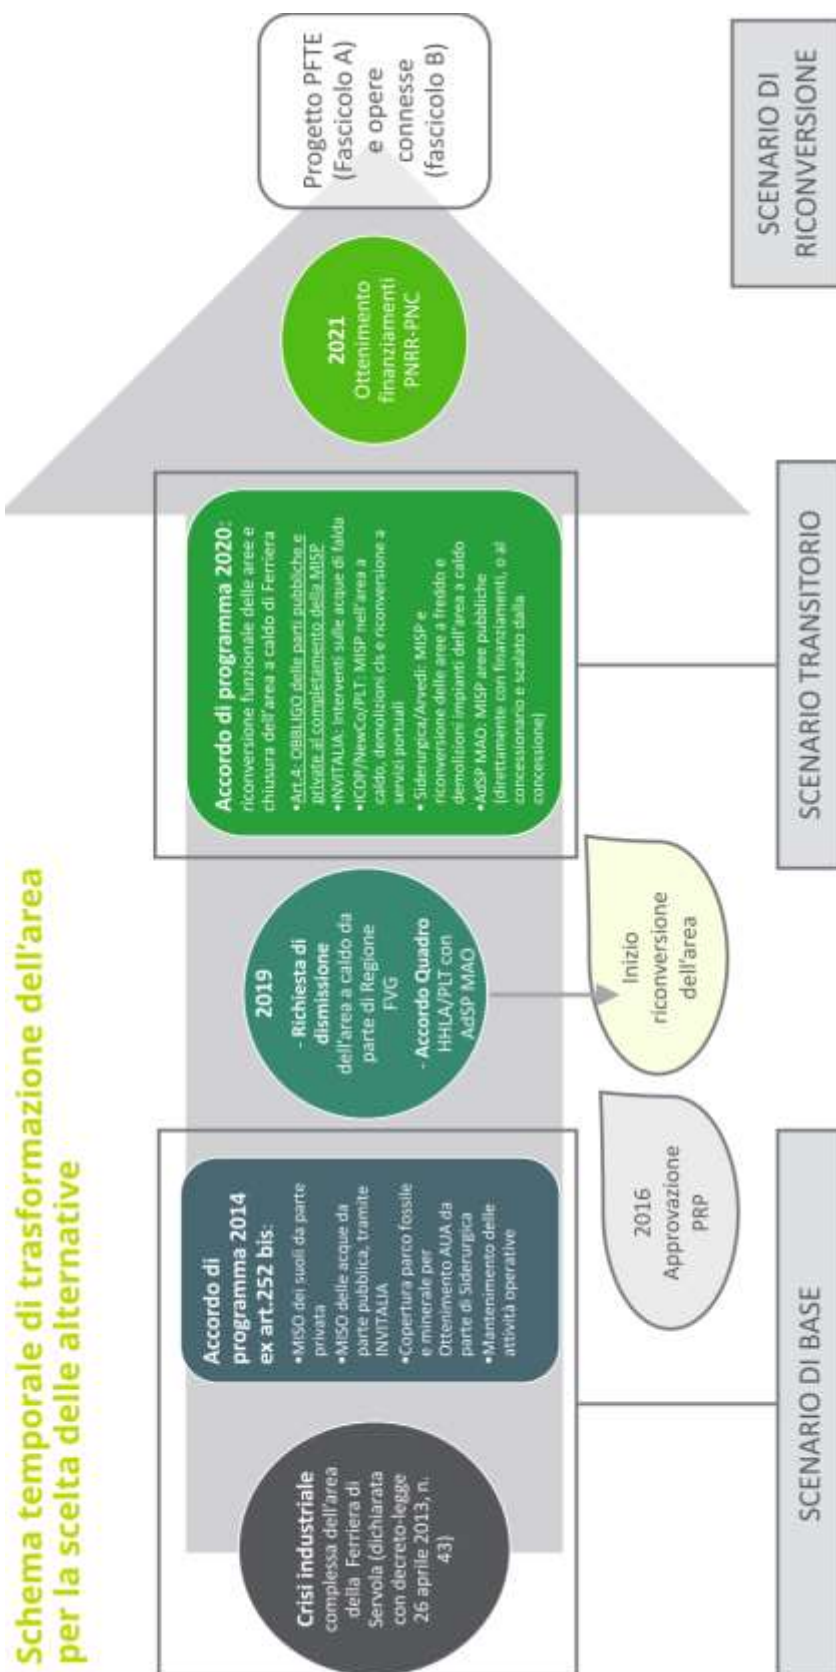 Schema temporale di trasformazione dell'area
per la scelta delle alternative
Crisi industriale
complessa dell'area
della Ferriera di
Servola (dichiarata
con decreto-legge
26 aprile 2013, n.
43)
Accordo di
programma 2014
ex art.252 bis:
•MISO dei suoli da parte
privata
•MISO delle acque da
parte pubblica, tramite
INVITALIA
•Copertura parco fossile
e minerale per
Ottenimento AUA da
parte di Siderurgica
•Mantenimento delle
attività operative
2016
Approvazione
PRP
SCENARIO DI BASE
2019
- Richiesta di
dismissione
dell'area a caldo da
parte di Regione
FVG
- Accordo Quadro
HHLA/PLT con
AdSP MAO
Inizio
riconversione
dell'area
Accordo di programma 2020:
riconversione funzionale delle aree e
chiusura dell'area a caldo di Ferriera
•Art.4: OBBLIGO delle parti pubbliche e
private al completamento della MISP
•INVITALIA: Interventi sulle acque di falda
•ICOP/NewCo/PLT: MISP nell'area a
caldo, demolizioni cls e riconversione a
servizi portuali
• Siderurgica/Arvedi: MISP e
riconversione delle aree a freddo e
demolizioni impianti dell'area a caldo
•AdSP MAO: MISP aree pubbliche
(direttamente con finanziamenti, o al
concessionario e scalato dalla
concessione)
SCENARIO TRANSITORIO
2021
Ottenimento
finanziamenti
PNRR-PNC
Progetto PFTE
(Fascicolo A)
e opere
connesse
(fascicolo B)
SCENARIO DI
RICONVERSIONE